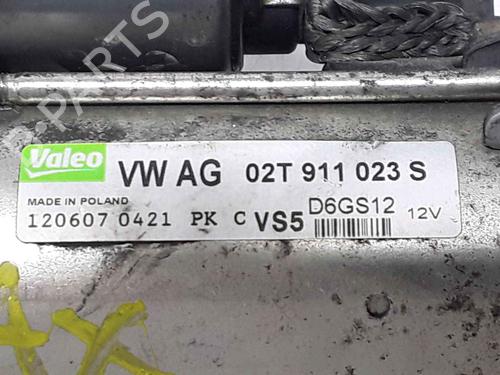 Valeo VW AG 02T 911 023 S
MADE IN POLAND
120607 0421 PK C VS5 D6GS12 12V
B-PARTS